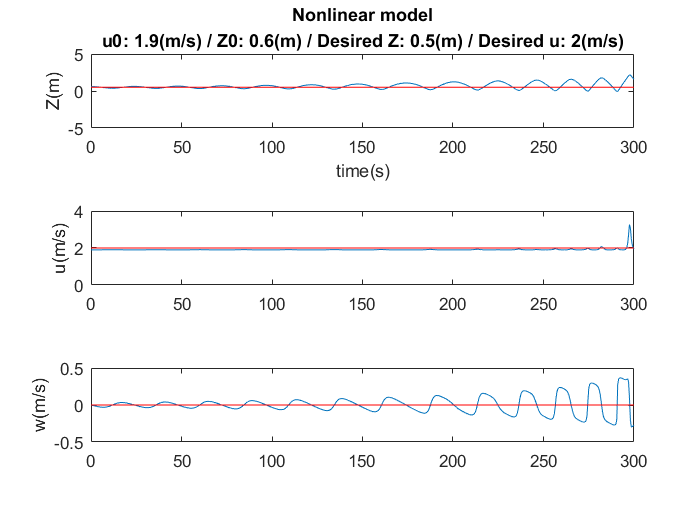 Nonlinear model
u0: 1.9(m/s) / Z0: 0.6(m) / Desired Z: 0.5(m) / Desired u: 2(m/s)
Z(m)
5
0
-5
0 50 100 150 200 250 300
time(s)
u(m/s)
4
2
0
0 50 100 150 200 250 300
w(m/s)
0.5
0
-0.5
0 50 100 150 200 250 300